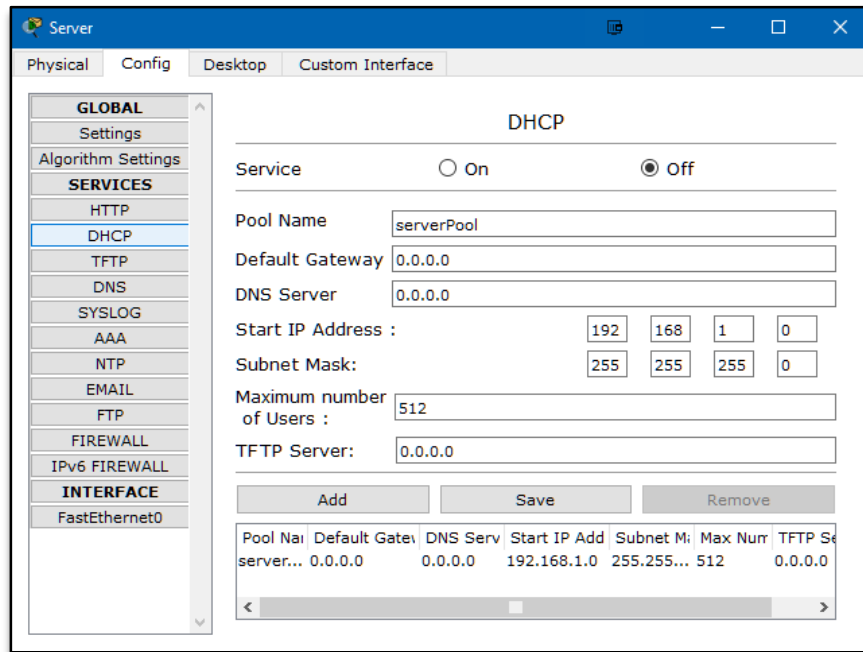 Server
Physical Config Desktop Custom Interface
GLOBAL
Settings
Algorithm Settings
SERVICES
HTTP
DHCP
TFTP
DNS
SYSLOG
AAA
NTP
EMAIL
FTP
FIREWALL
IPv6 FIREWALL
INTERFACE
FastEthernet0
DHCP
Service On Off
Pool Name serverPool
Default Gateway 0.0.0.0
DNS Server 0.0.0.0
Start IP Address : 192 168 1 0
Subnet Mask: 255 255 255 0
Maximum number
of Users : 512
TFTP Server: 0.0.0.0
Add Save Remove
Pool Nar Default Gatew DNS Serv Start IP Add Subnet Ma Max Num TFTP Se
server... 0.0.0.0 0.0.0.0 192.168.1.0 255.255... 512 0.0.0.0